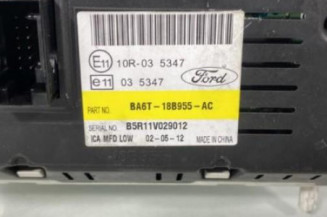 E11 10R-03 5347
e11 03 5347
Ford
PART NO. BA6T-18B955-AC
SERIAL NO B5R11V029012
ICA MFD LOW 02-05-12 MADE IN CHINA